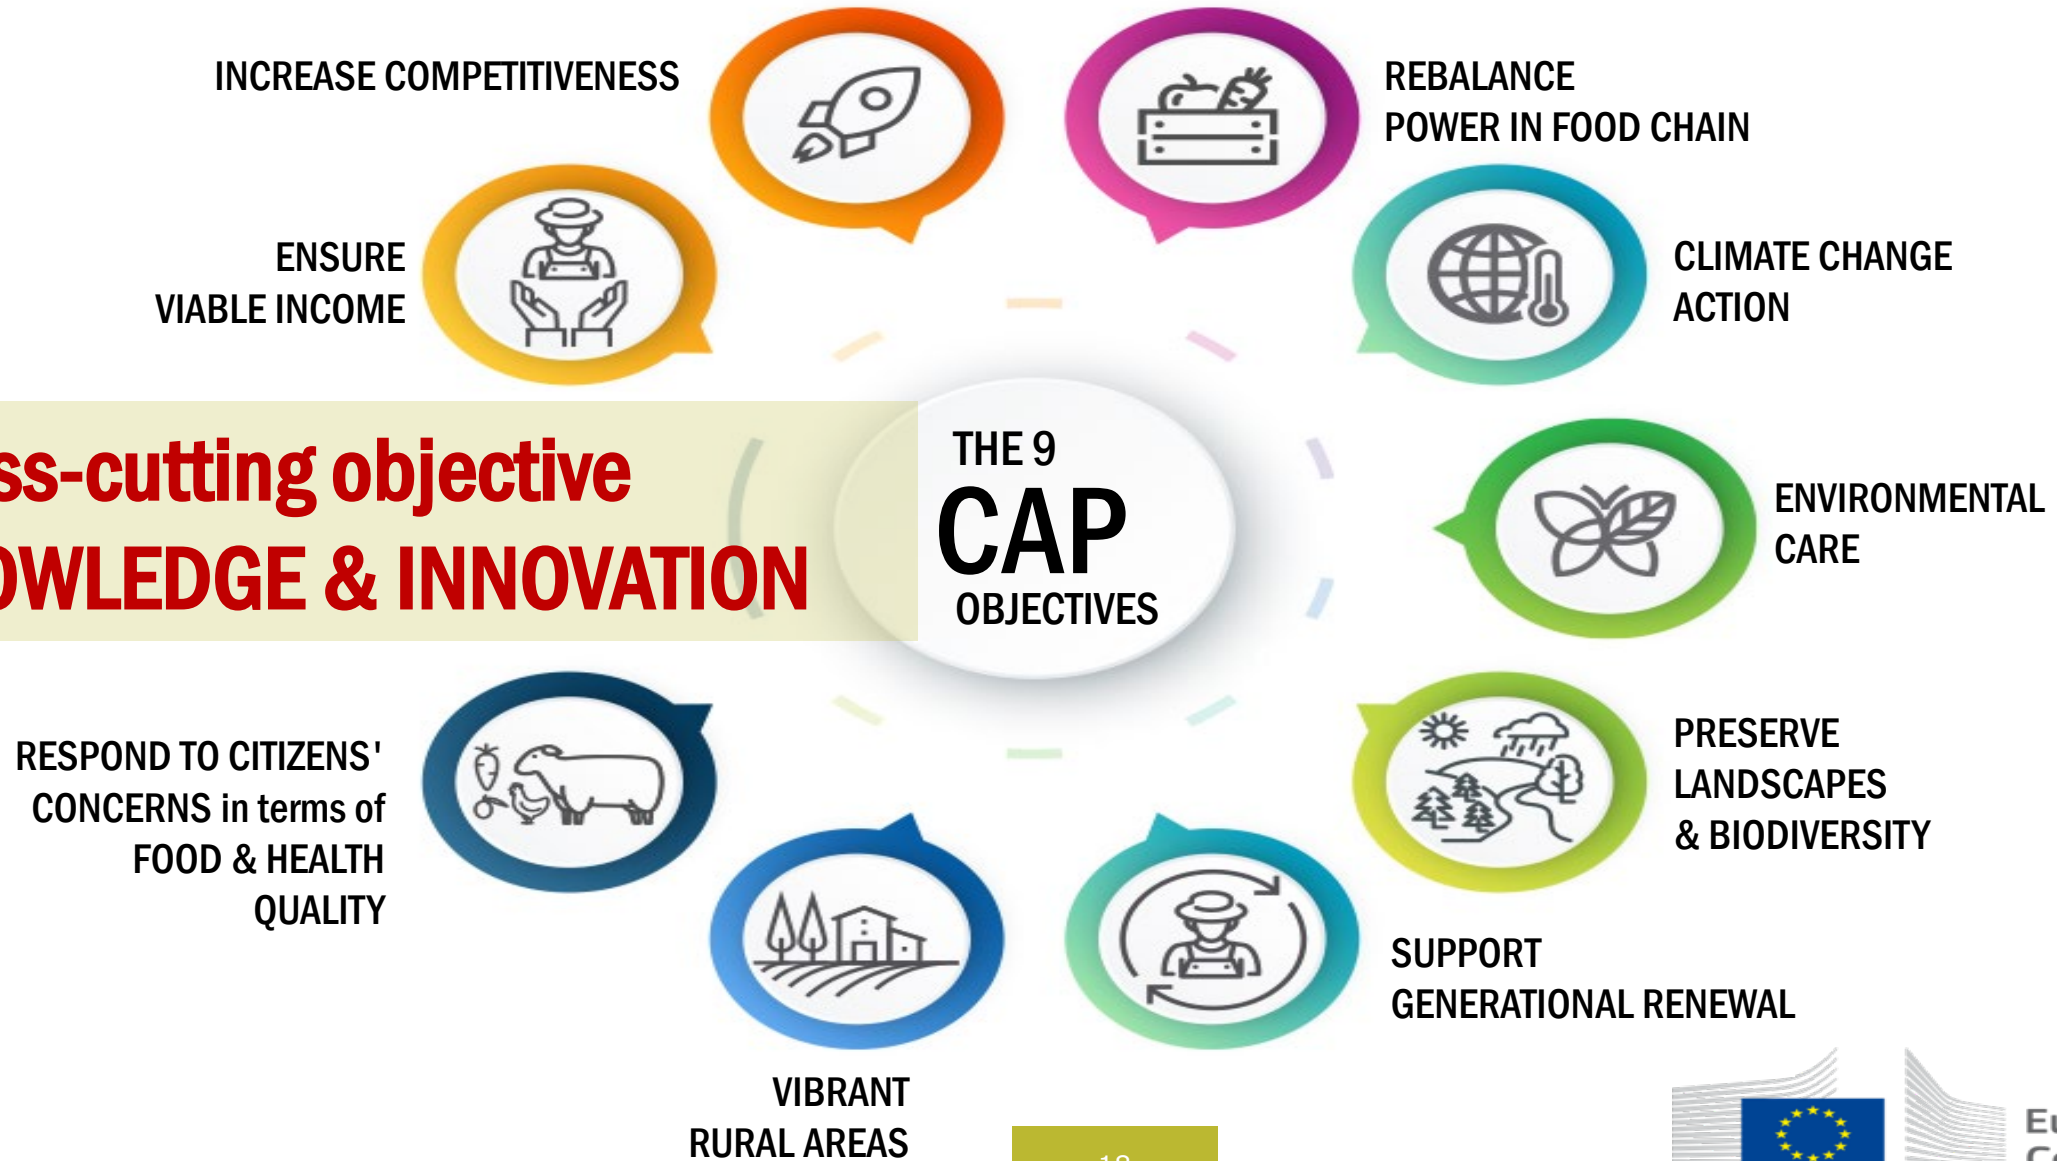 INCREASE COMPETITIVENESS
REBALANCE
POWER IN FOOD CHAIN
ENSURE
VIABLE INCOME
CLIMATE CHANGE
ACTION
ss-cutting objective
OWLEDGE & INNOVATION
THE 9
CAP
OBJECTIVES
ENVIRONMENTAL
CARE
RESPOND TO CITIZENS'
CONCERNS in terms of
FOOD & HEALTH
QUALITY
PRESERVE
LANDSCAPES
& BIODIVERSITY
SUPPORT
GENERATIONAL RENEWAL
VIBRANT
RURAL AREAS